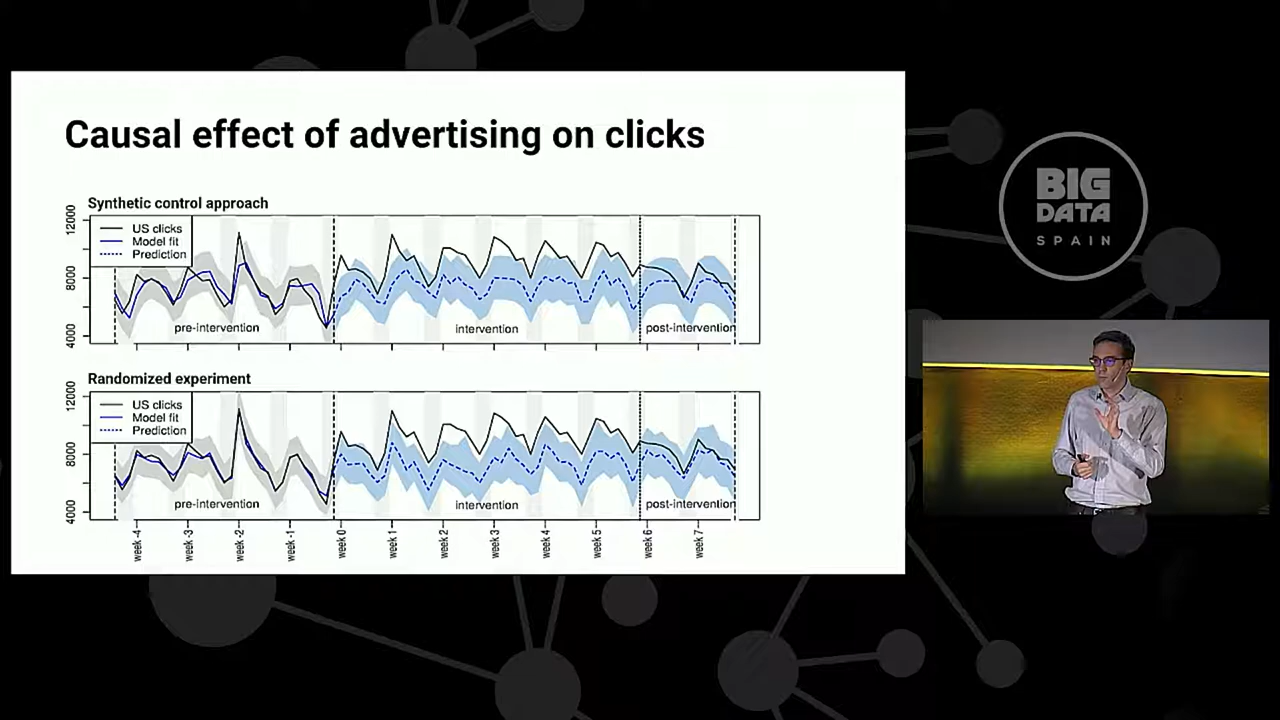 Causal effect of advertising on clicks
Synthetic control approach
12000
8000
4000
US clicks
Model fit
Prediction
pre-intervention
intervention
post-intervention
Randomized experiment
12000
8000
4000
US clicks
Model fit
Prediction
pre-intervention
intervention
post-intervention
week -4
week -3
week -2
week -1
week 0
week 1
week 2
week 3
week 4
week 5
week 6
week 7
BIG
DATA
SPAIN